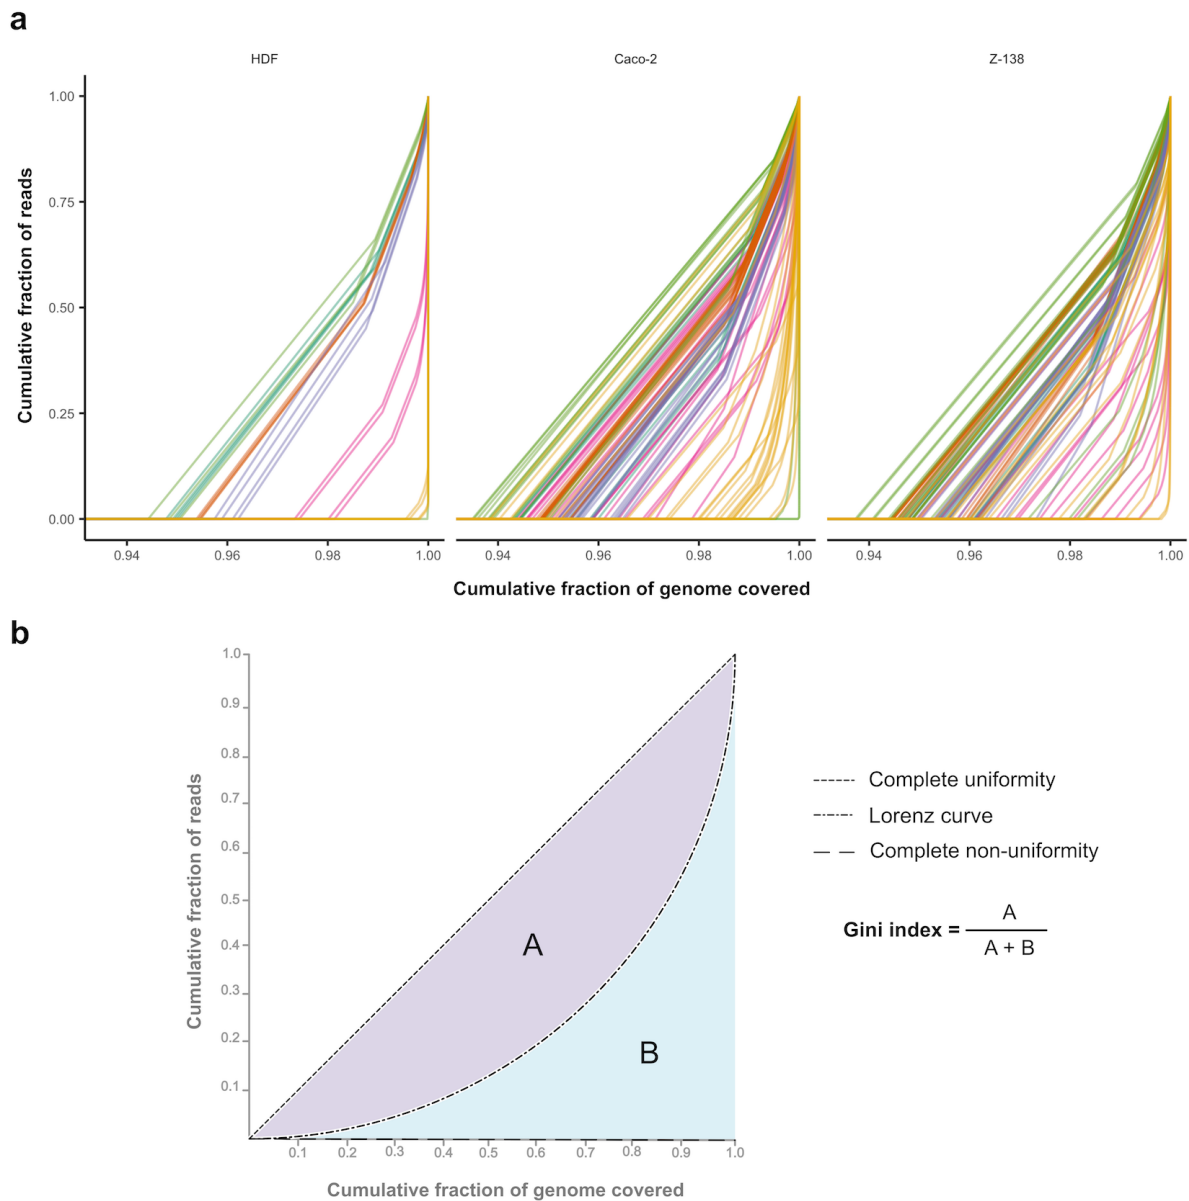 a
HDF
Caco-2
Z-138
1.00
0.75
0.50
0.25
0.00
Cumulative fraction of reads
0.94 0.96 0.98 1.00
0.94 0.96 0.98 1.00
0.94 0.96 0.98 1.00
Cumulative fraction of genome covered
b
1.0
0.9
0.8
0.7
0.6
0.5
0.4
0.3
0.2
0.1
Cumulative fraction of reads
A
B
0.1 0.2 0.3 0.4 0.5 0.6 0.7 0.8 0.9 1.0
Cumulative fraction of genome covered
Complete uniformity
Lorenz curve
Complete non-uniformity
Gini index =
A
A + B